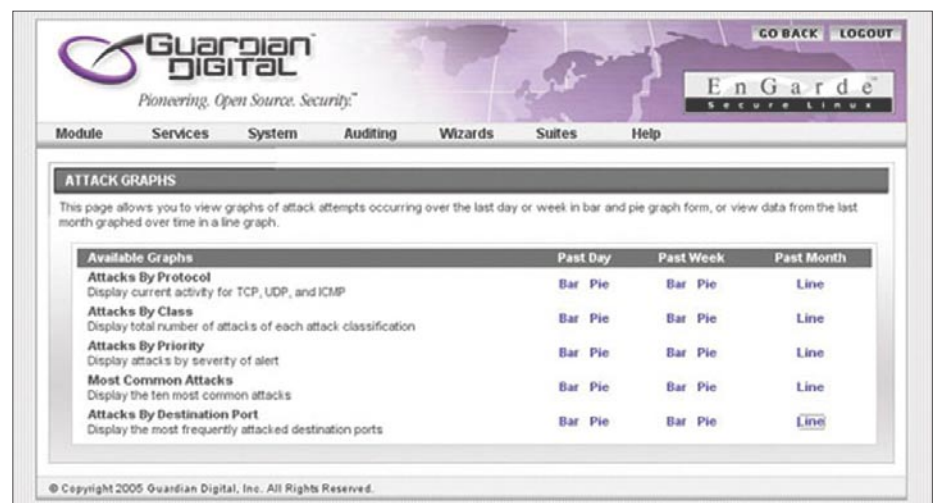 GO BACK LOGOUT
Guardian Digital
Pioneering. Open Source. Security.™
EnGarde™
Secure Linux
Module Services System Auditing Wizards Suites Help
ATTACK GRAPHS
This page allows you to view graphs of attack attempts occurring over the last day or week in bar and pie graph form, or view data from the last
month graphed over time in a line graph.
Available Graphs Past Day Past Week Past Month
Attacks By Protocol
Display current activity for TCP, UDP, and ICMP
Bar Pie Bar Pie Line
Attacks By Class
Display total number of attacks of each attack classification
Bar Pie Bar Pie Line
Attacks By Priority
Display attacks by severity of alert
Bar Pie Bar Pie Line
Most Common Attacks
Display the ten most common attacks
Bar Pie Bar Pie Line
Attacks By Destination Port
Display the most frequently attacked destination ports
Bar Pie Bar Pie Line
© Copyright 2005 Guardian Digital, Inc. All Rights Reserved.